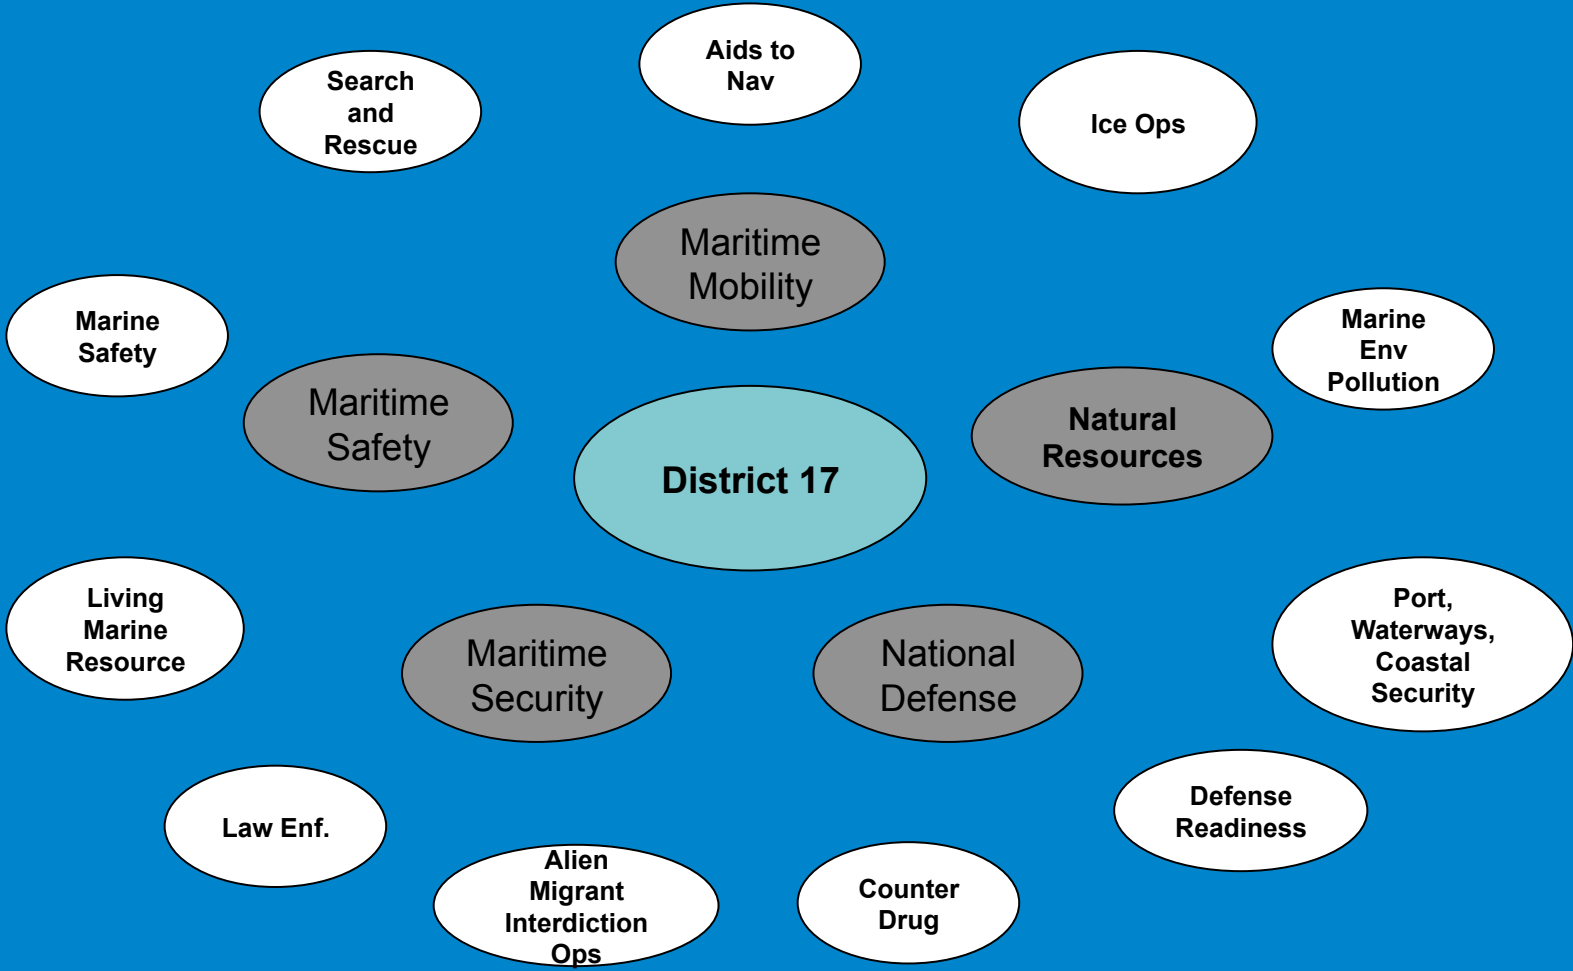 Aids to
Nav
Search
and
Rescue
Ice Ops
Maritime
Mobility
Marine
Safety
Marine
Env
Pollution
Maritime
Safety
Natural
Resources
District 17
Living
Marine
Resource
Port,
Waterways,
Coastal
Security
Maritime
Security
National
Defense
Law Enf.
Defense
Readiness
Alien
Migrant
Interdiction
Ops
Counter
Drug